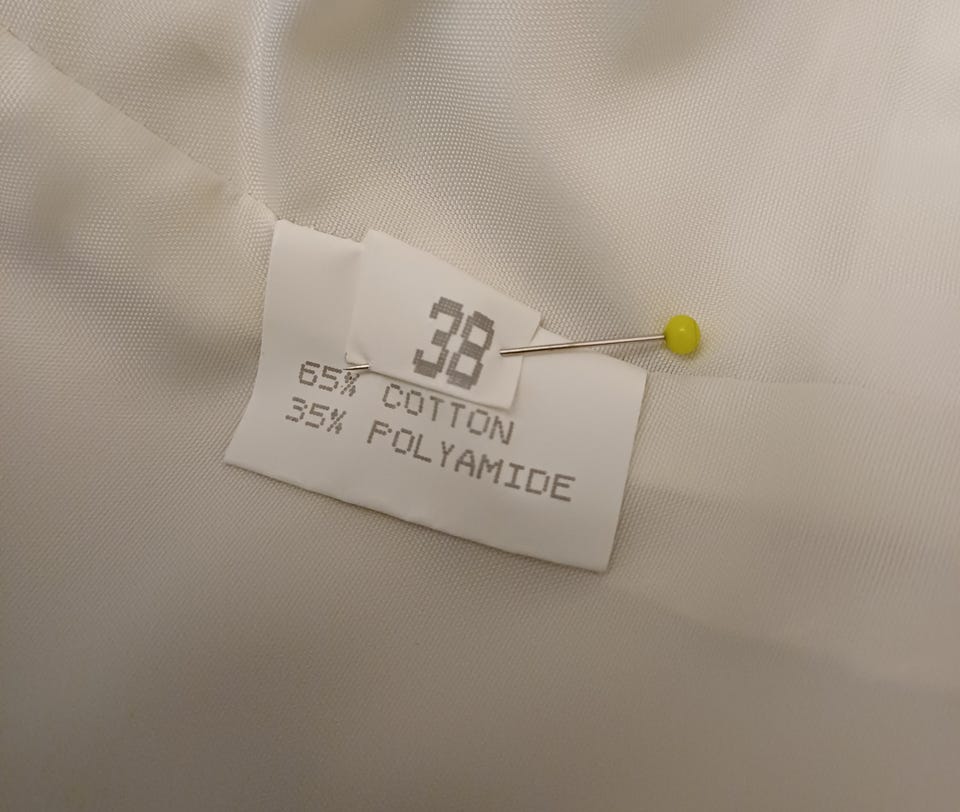 38
65% COTTON
35% POLYAMIDE